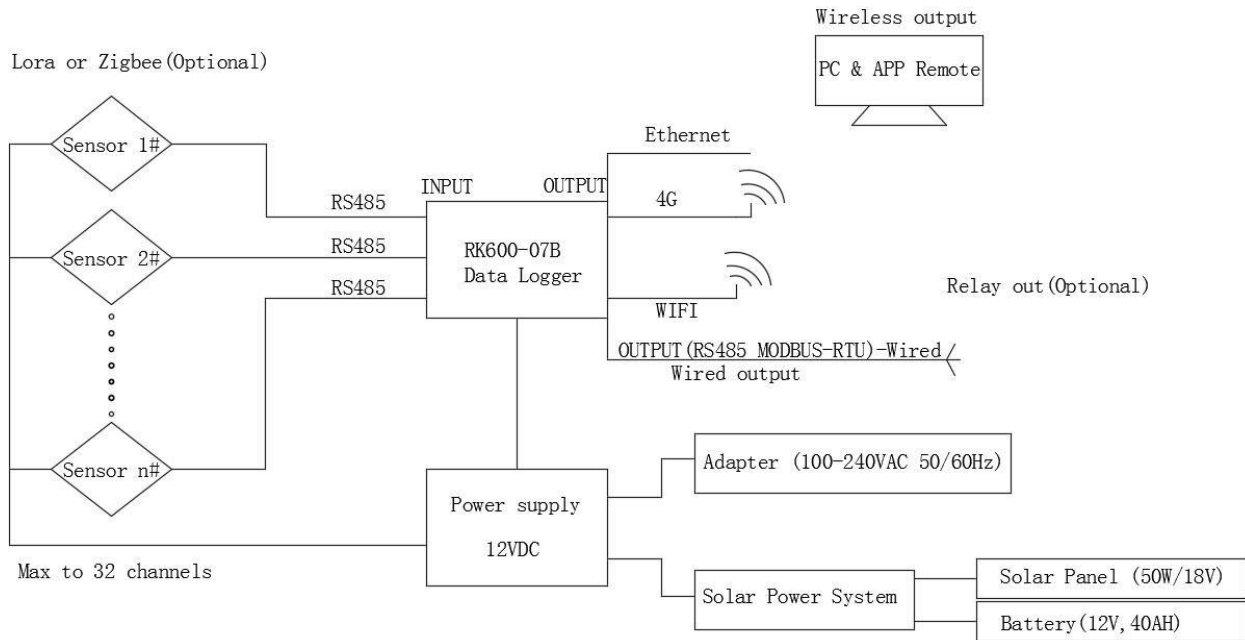 Wireless output
PC & APP Remote
Lora or Zigbee(Optional)
Sensor 1#
Ethernet
INPUT
OUTPUT
4G
RS485
Sensor 2#
RS485
RK600-07B
Data Logger
RS485
WIFI
Relay out(Optional)
OUTPUT(RS485 MODBUS-RTU)-Wired
Wired output
Sensor n#
Adapter (100-240VAC 50/60Hz)
Power supply
12VDC
Max to 32 channels
Solar Power System
Solar Panel (50W/18V)
Battery(12V,40AH)